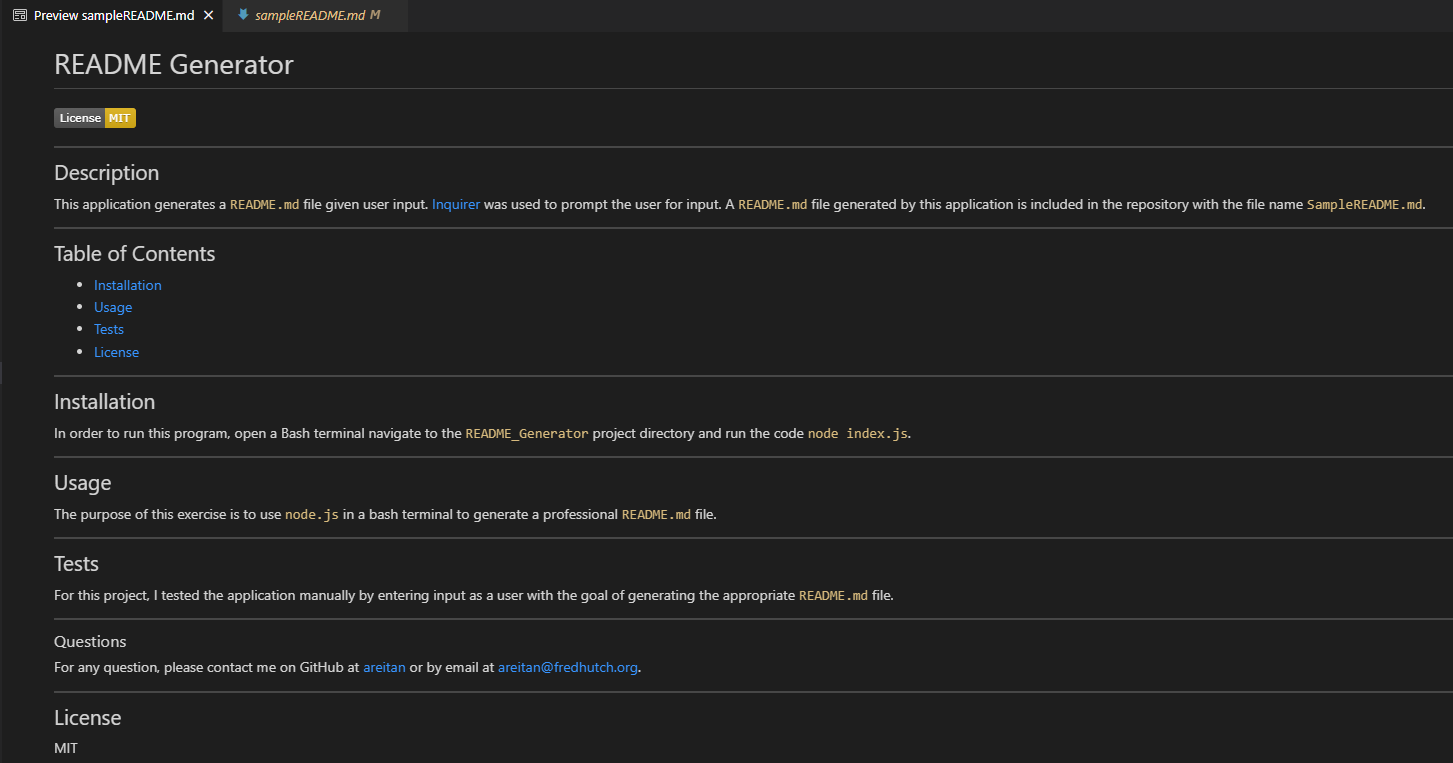 Preview sampleREADME.md
sampleREADME.md M
README Generator
License MIT
Description
This application generates a README.md file given user input. Inquirer was used to prompt the user for input. A README.md file generated by this application is included in the repository with the file name SampleREADME.md.
Table of Contents
Installation
Usage
Tests
License
Installation
In order to run this program, open a Bash terminal navigate to the README_Generator project directory and run the code node index.js.
Usage
The purpose of this exercise is to use node.js in a bash terminal to generate a professional README.md file.
Tests
For this project, I tested the application manually by entering input as a user with the goal of generating the appropriate README.md file.
Questions
For any question, please contact me on GitHub at areitan or by email at areitan@fredhutch.org.
License
MIT